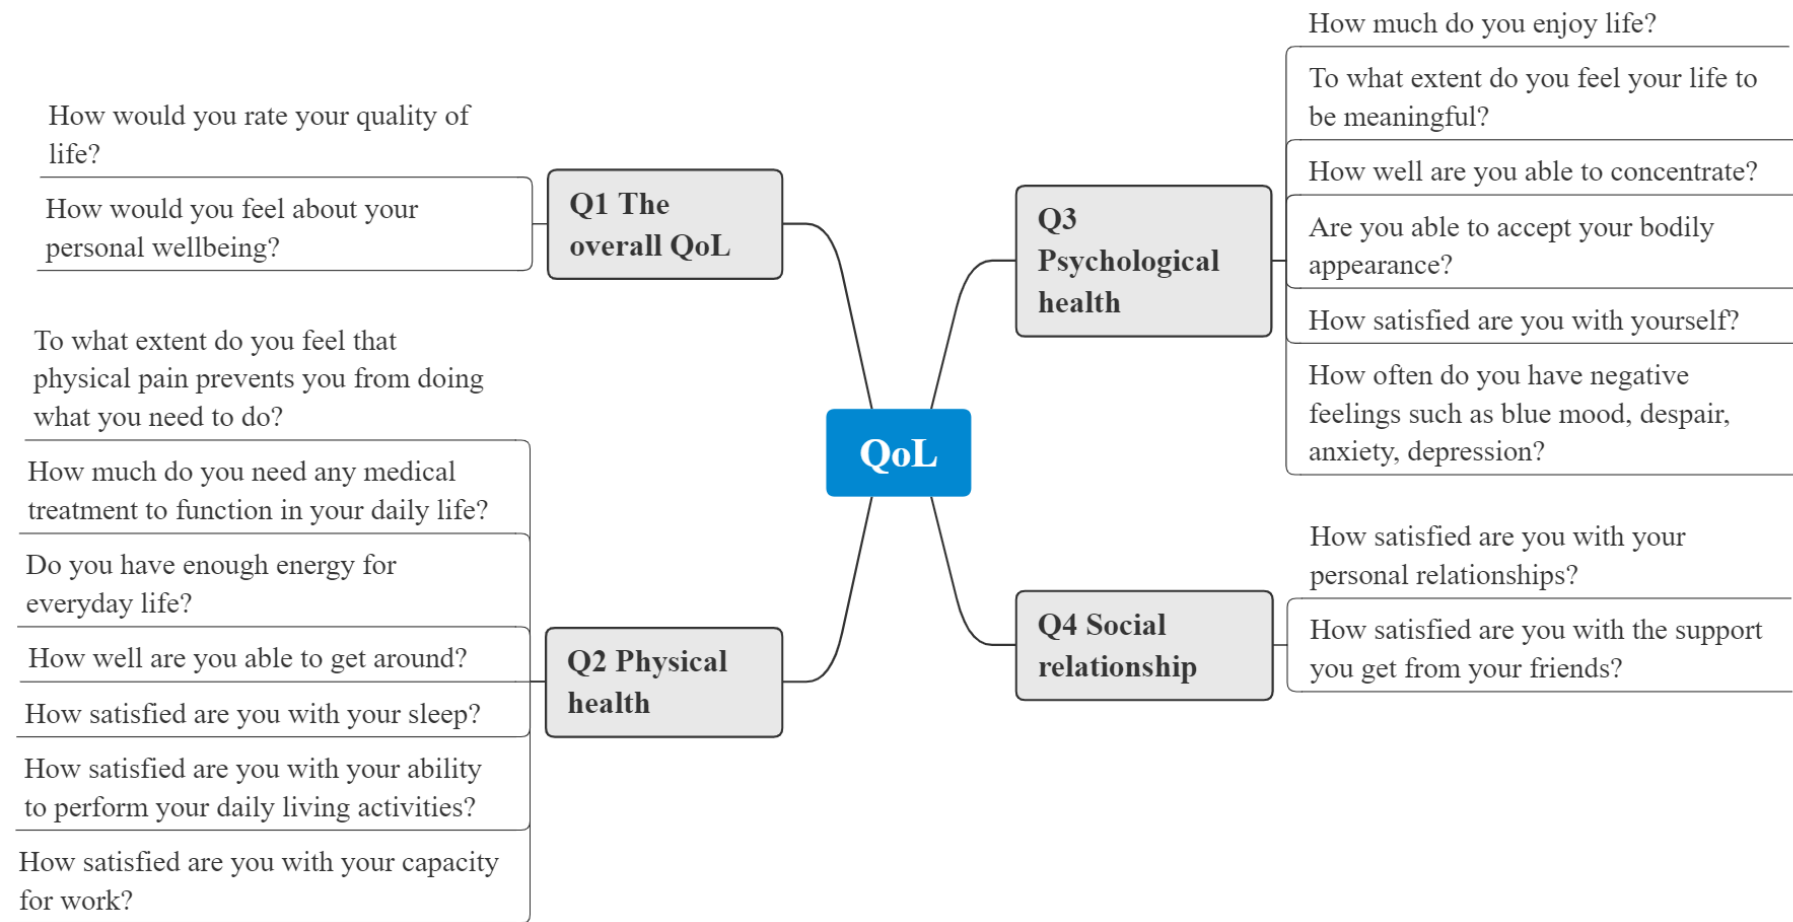 How would you rate your quality of
life?
How would you feel about your
personal wellbeing?
Q1 The
overall QoL
To what extent do you feel that
physical pain prevents you from doing
what you need to do?
How much do you need any medical
treatment to function in your daily life?
Do you have enough energy for
everyday life?
How well are you able to get around?
How satisfied are you with your sleep?
How satisfied are you with your ability
to perform your daily living activities?
How satisfied are you with your capacity
for work?
Q2 Physical
health
QoL
Q3
Psychological
health
How much do you enjoy life?
To what extent do you feel your life to
be meaningful?
How well are you able to concentrate?
Are you able to accept your bodily
appearance?
How satisfied are you with yourself?
How often do you have negative
feelings such as blue mood, despair,
anxiety, depression?
Q4 Social
relationship
How satisfied are you with your
personal relationships?
How satisfied are you with the support
you get from your friends?